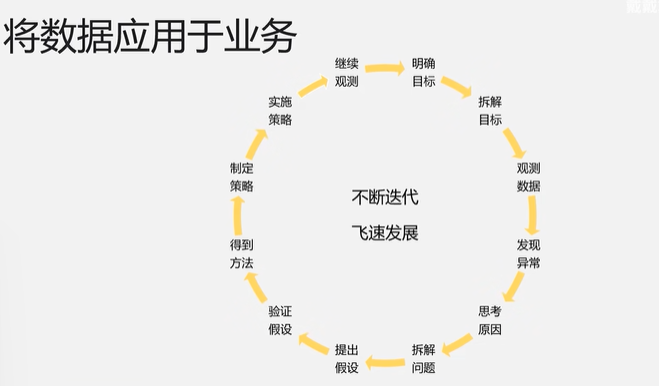 将数据应用于业务
继续
观测
明确
目标
拆解
目标
观测
数据
发现
异常
思考
原因
拆解
问题
提出
假设
验证
假设
得到
方法
制定
策略
实施
策略
不断迭代
飞速发展